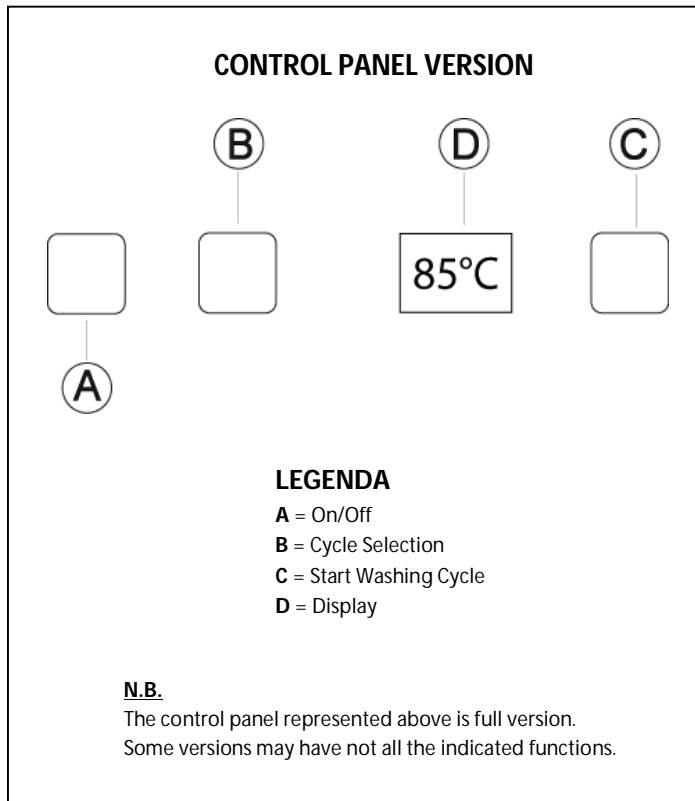 CONTROL PANEL VERSION
B
D
C
85°C
A
LEGENDA
A = On/Off
B = Cycle Selection
C = Start Washing Cycle
D = Display
N.B.
The control panel represented above is full version.
Some versions may have not all the indicated functions.